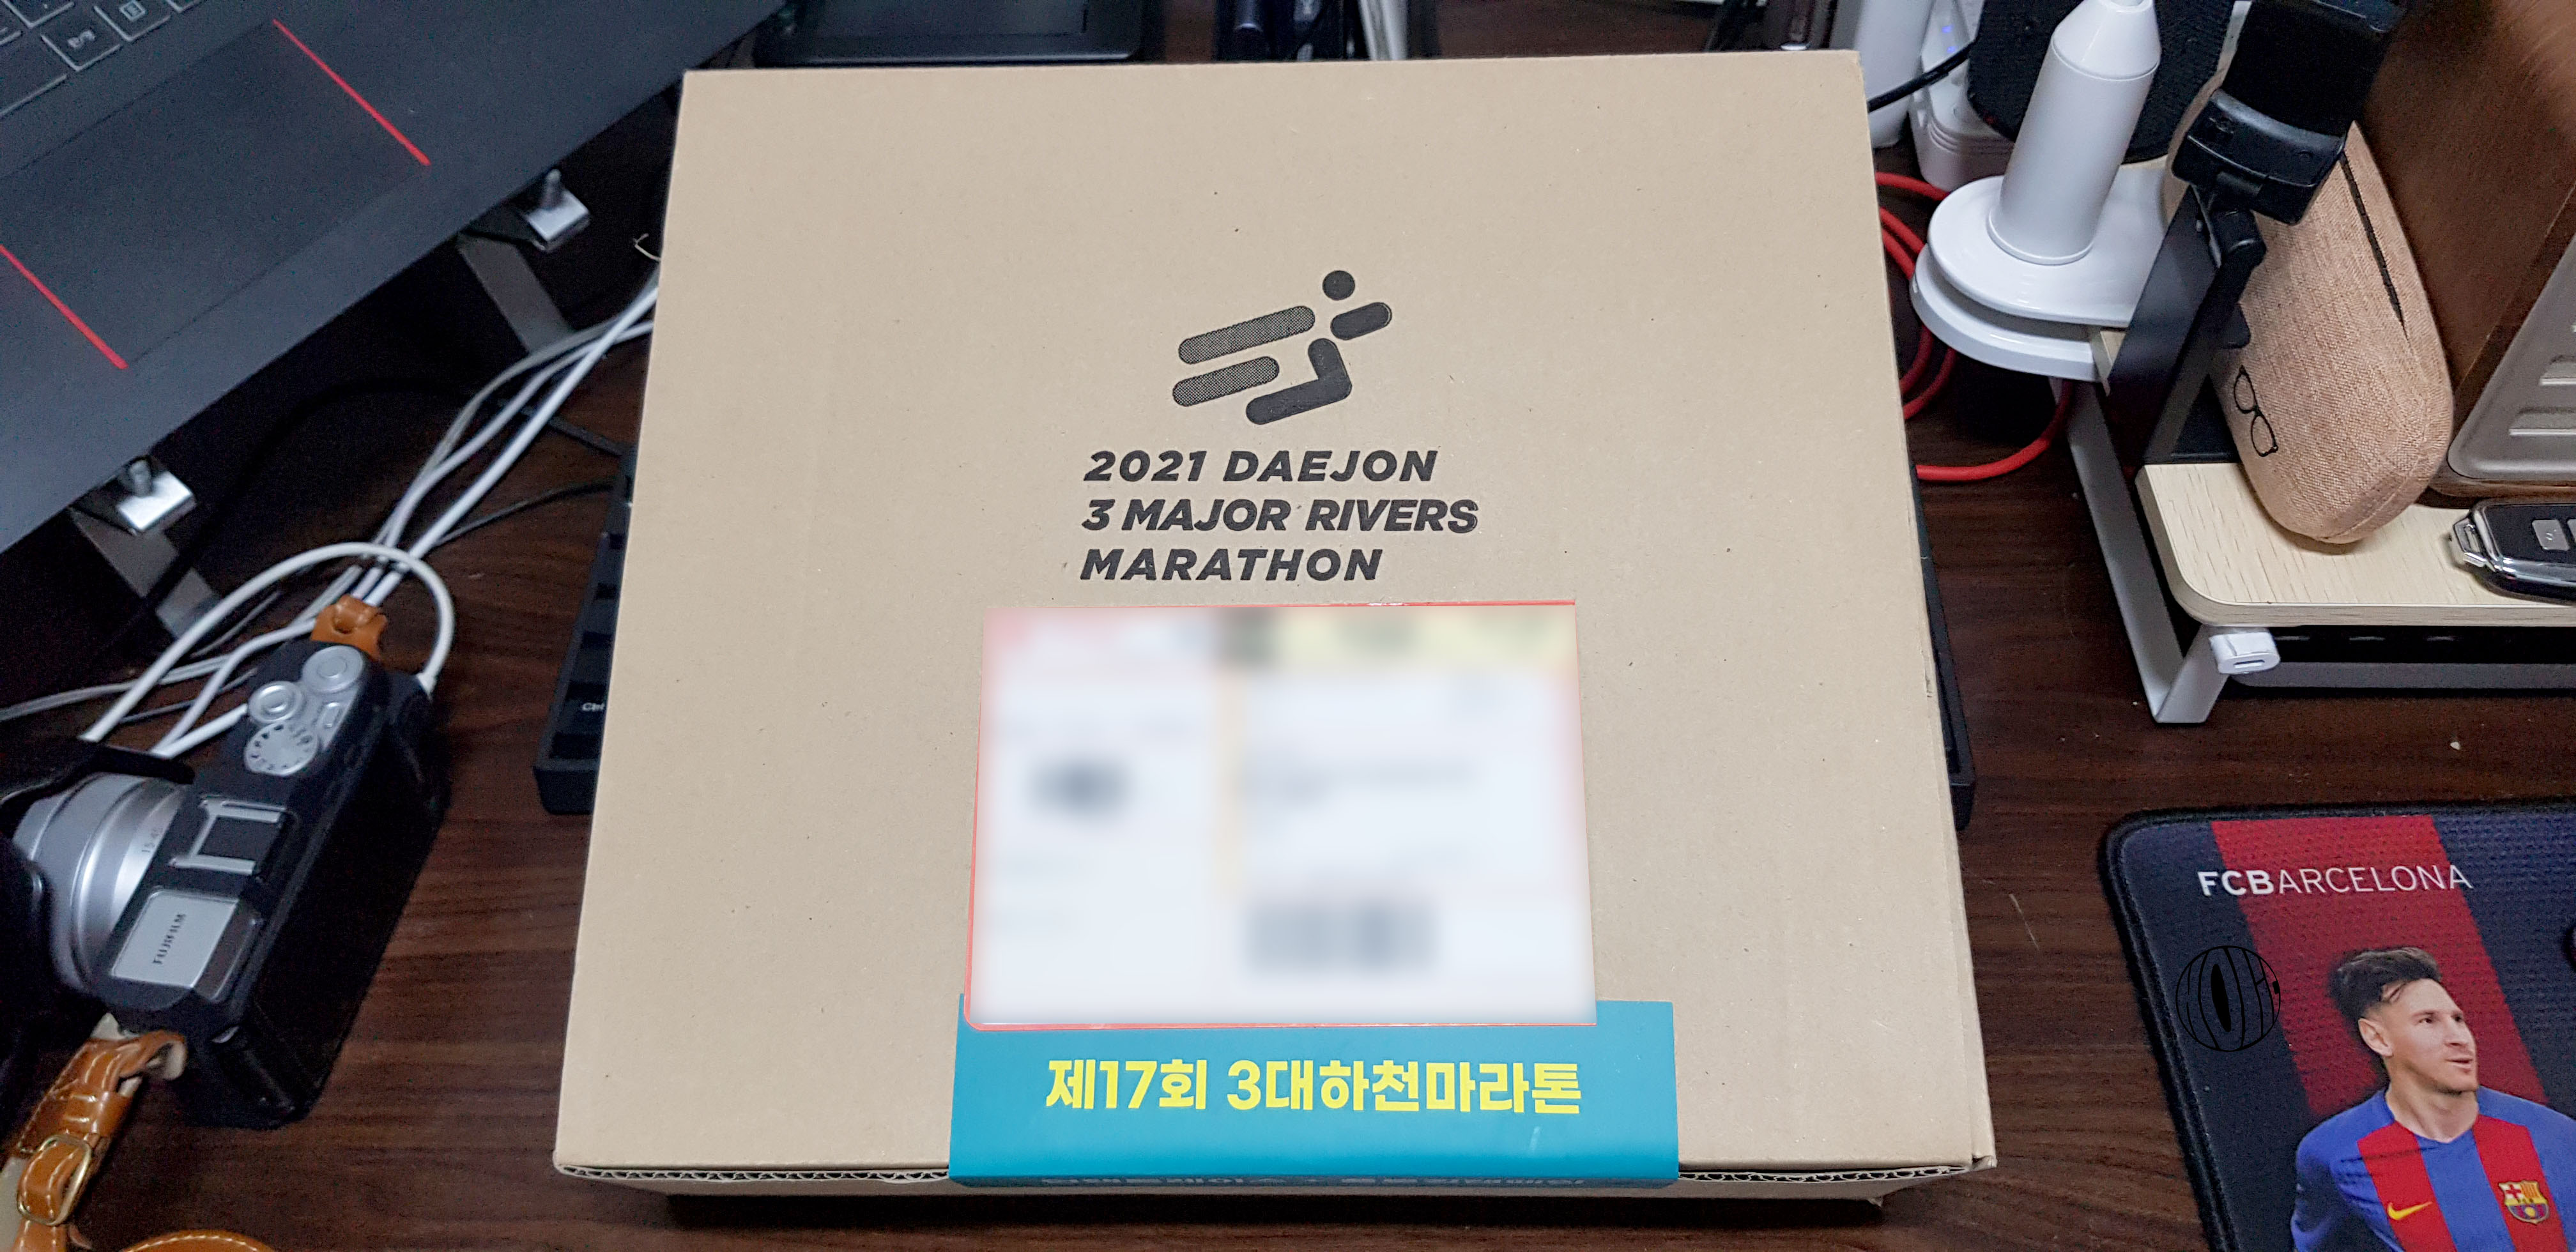 2021 DAEJON
3 MAJOR RIVERS
MARATHON
제17회 3대하천마라톤
FCBARCELONA
FUJIFILM
Ctrl